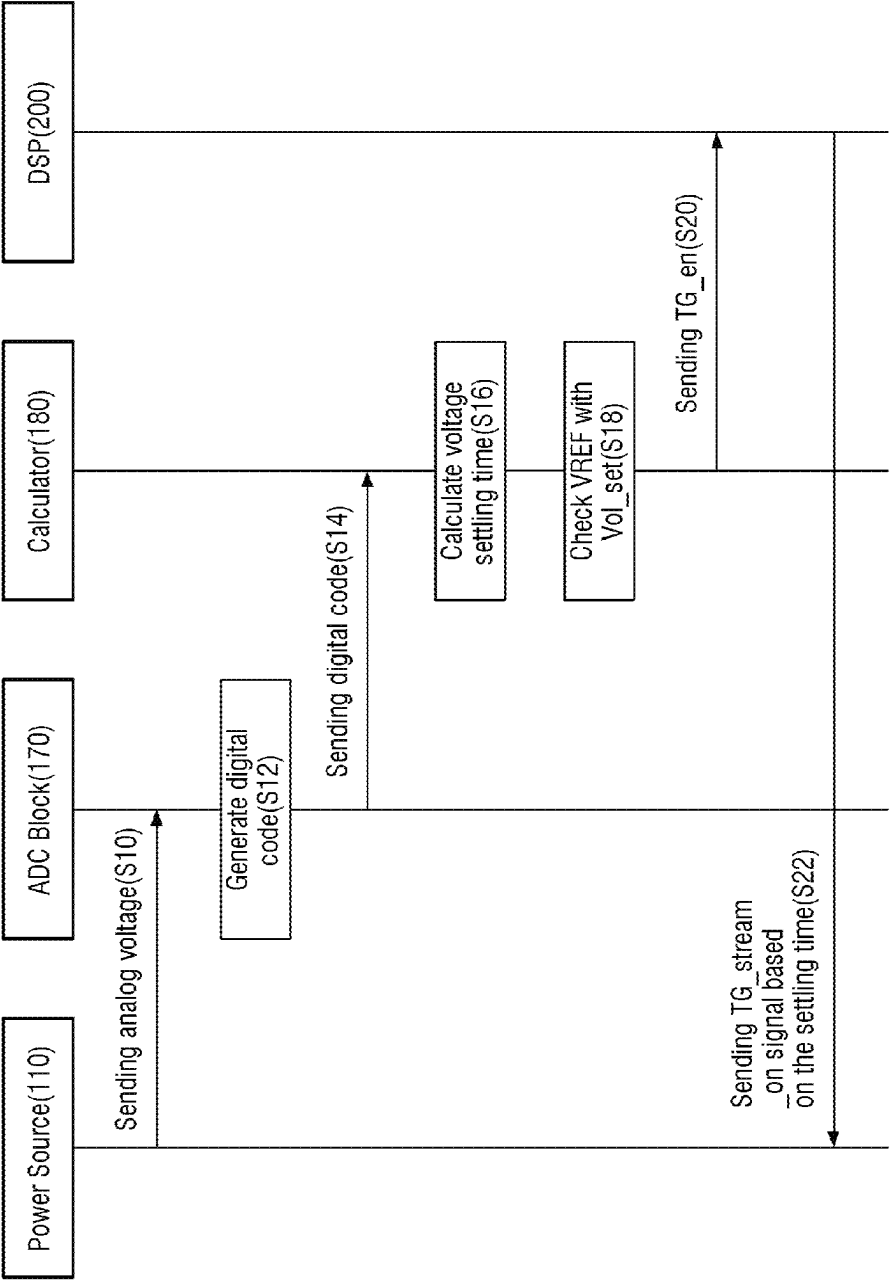 Power Source(110)
ADC Block(170)
Calculator(180)
DSP(200)
Sending analog voltage(S10)
Generate digital
code(S12)
Sending digital code(S14)
Calculate voltage
settling time(S16)
Check VREF with
Vol_set(S18)
Sending TG_en(S20)
Sending TG_stream
_on signal based
on the settling time(S22)